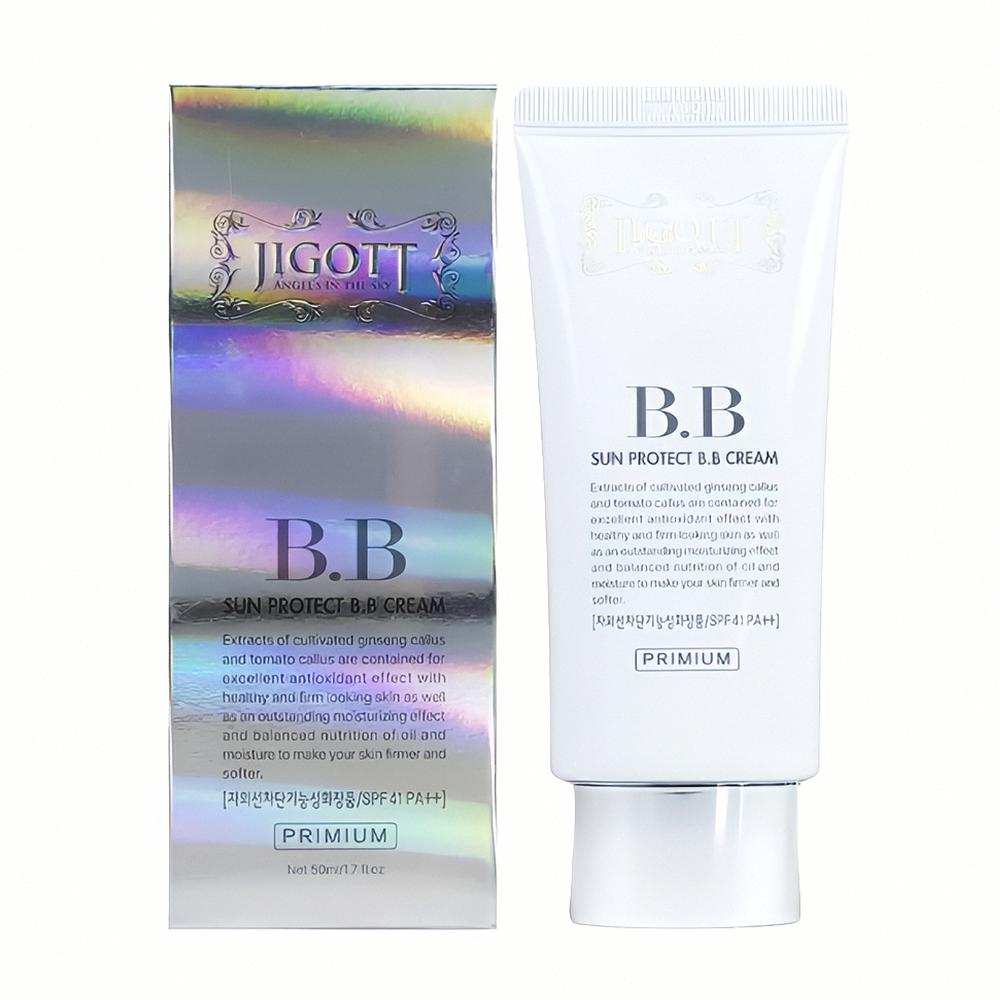 JIGOTT
ANGEL'S IN THE SKY
B.B
SUN PROTECT B.B CREAM
Extracts of cultivated ginseng callus
and tomato callus are contained for
excellent antioxidant effect with
healthy and firm looking skin as well
as an outstanding moisturizing effect
and balanced nutrition of oil and
moisture to make your skin firmer and
softer.
[자외선차단기능성화장품/SPF41 PA++]
PRIMIUM
Net 50ml/1.7 fl.oz
JIGOTT
B.B
SUN PROTECT B.B CREAM
Extracts of cultivated ginseng callus
and tomato callus are contained for
excellent antioxidant effect with
healthy and firm looking skin as well
as an outstanding moisturizing effect
and balanced nutrition of oil and
moisture to make your skin firmer and
softer.
[자외선차단기능성화장품/SPF41 PA++]
PRIMIUM